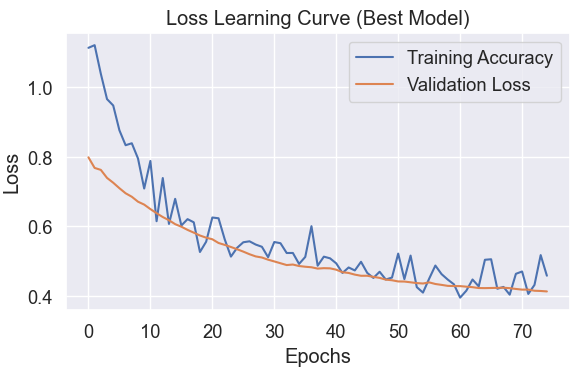 Loss Learning Curve (Best Model)
Training Accuracy
Validation Loss
Loss
1.0
0.8
0.6
0.4
0 10 20 30 40 50 60 70
Epochs